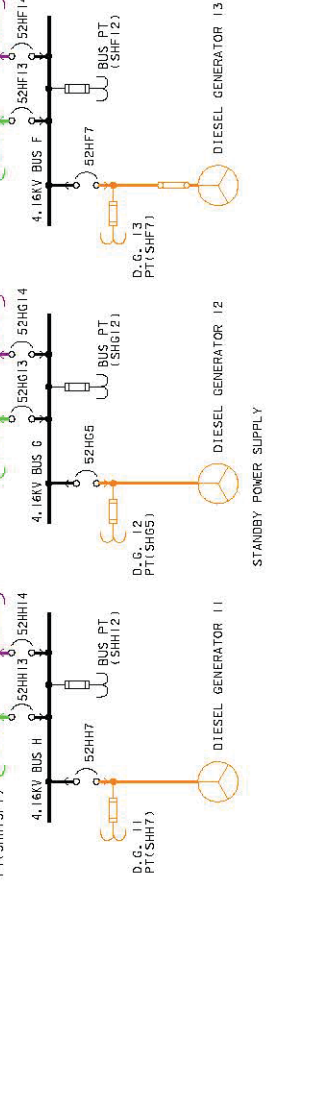 52HH13
52HH14
4.16KV BUS H
BUS PT
(SHH12)
52HH7
D.G. 11
PT(SHH7)
DIESEL GENERATOR 11
52HG13
52HG14
4.16KV BUS G
BUS PT
(SHG12)
52HG5
D.G. 12
PT(SHG5)
DIESEL GENERATOR 12
52HF13
52HF14
4.16KV BUS F
BUS PT
(SHF12)
52HF7
D.G. 13
PT(SHF7)
DIESEL GENERATOR 13
STANDBY POWER SUPPLY